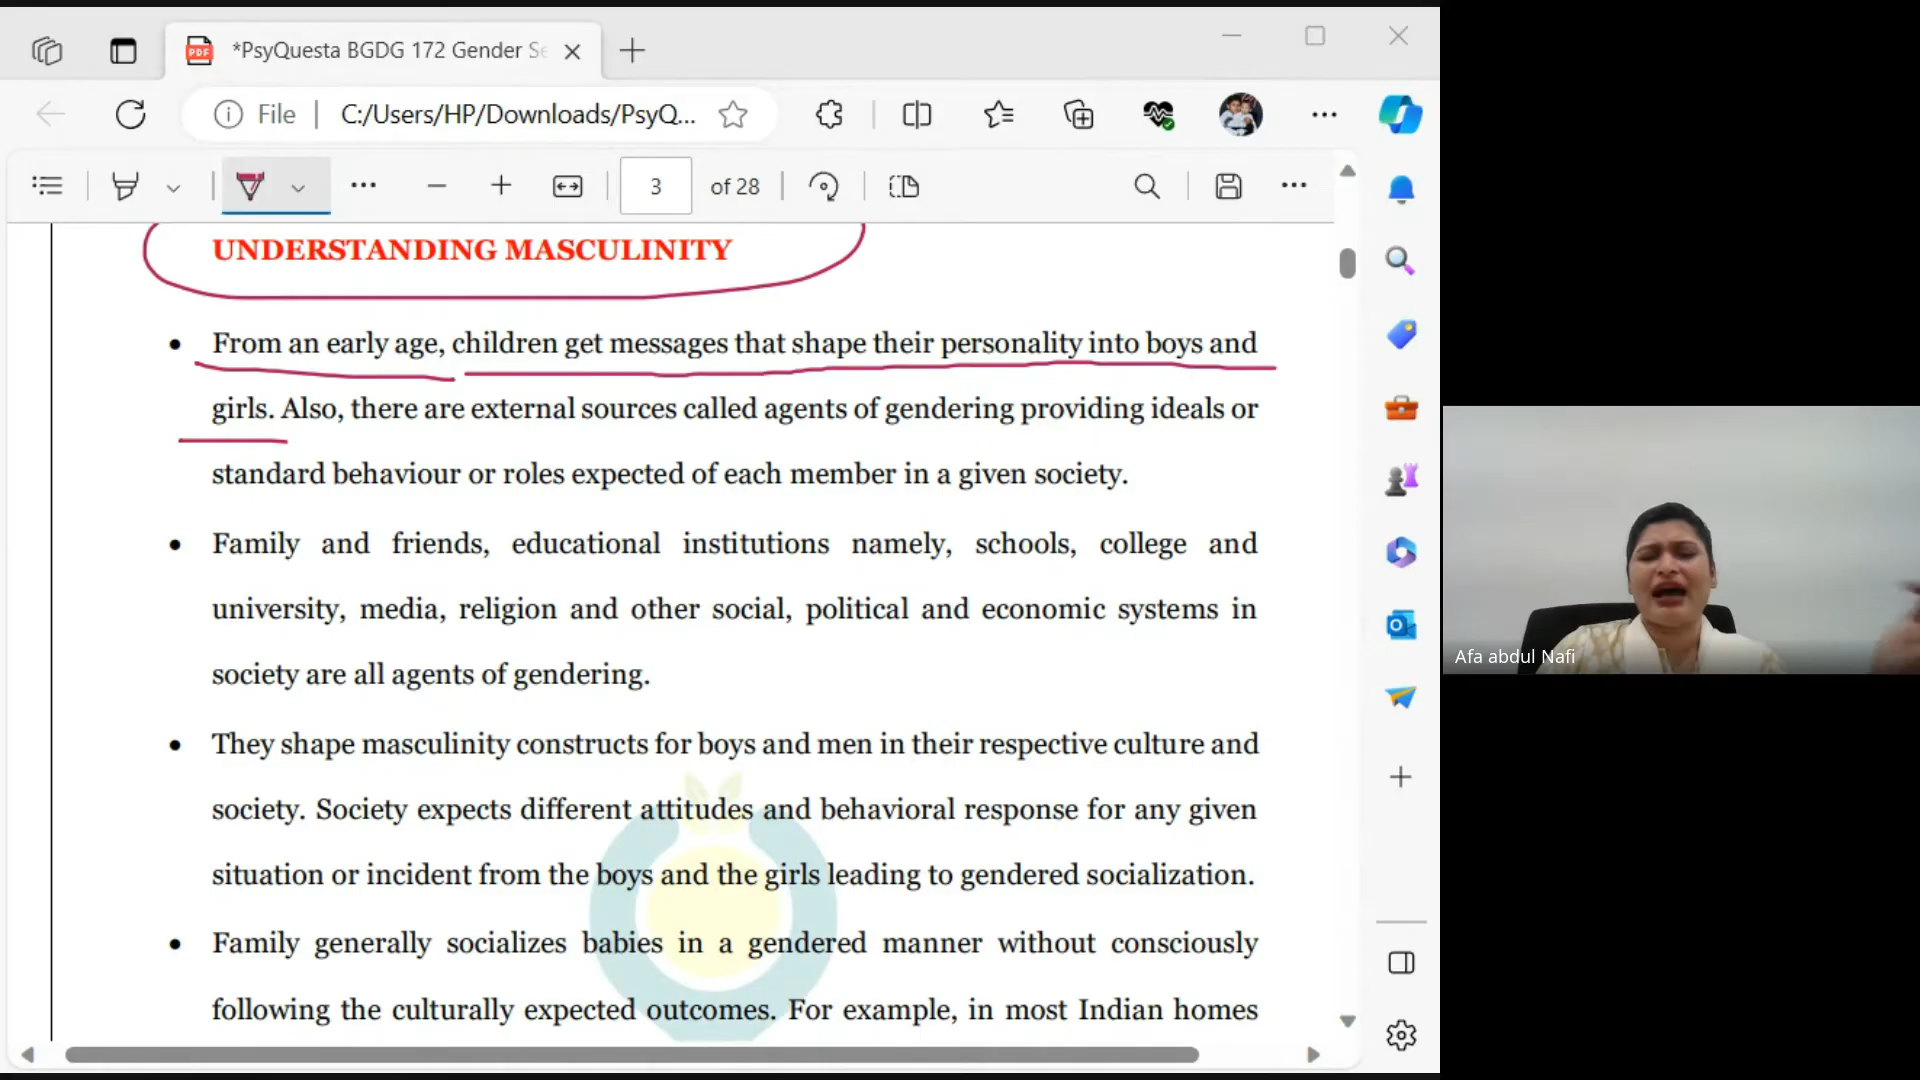 *PsyQuesta BGDG 172 Gender Se
File
C:/Users/HP/Downloads/PsyQ...
3 of 28
UNDERSTANDING MASCULINITY
• From an early age, children get messages that shape their personality into boys and
girls. Also, there are external sources called agents of gendering providing ideals or
standard behaviour or roles expected of each member in a given society.
• Family and friends, educational institutions namely, schools, college and
university, media, religion and other social, political and economic systems in
society are all agents of gendering.
• They shape masculinity constructs for boys and men in their respective culture and
society. Society expects different attitudes and behavioral response for any given
situation or incident from the boys and the girls leading to gendered socialization.
• Family generally socializes babies in a gendered manner without consciously
following the culturally expected outcomes. For example, in most Indian homes
Afa abdul Nafi